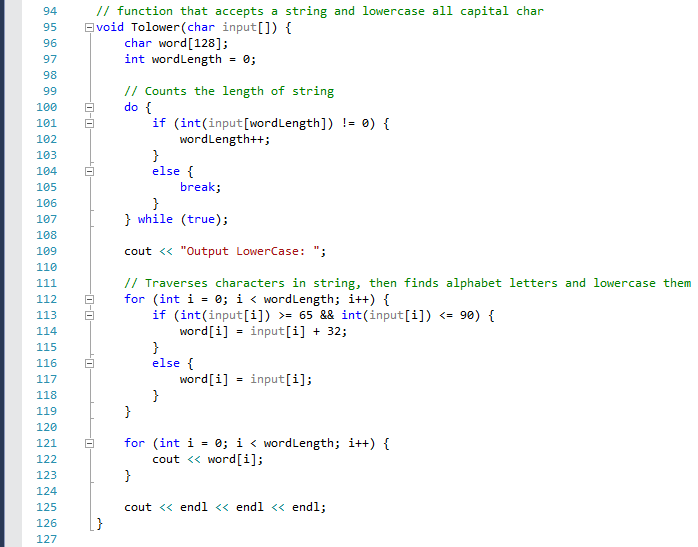 94 // function that accepts a string and lowercase all capital char
95 void Tolower(char input[]) {
96 char word[128];
97 int wordLength = 0;
98
99 // Counts the length of string
100 do {
101 if (int(input[wordLength]) != 0) {
102 wordLength++;
103 }
104 else {
105 break;
106 }
107 } while (true);
108
109 cout << "Output LowerCase: ";
110
111 // Traverses characters in string, then finds alphabet letters and lowercase them
112 for (int i = 0; i < wordLength; i++) {
113 if (int(input[i]) >= 65 && int(input[i]) <= 90) {
114 word[i] = input[i] + 32;
115 }
116 else {
117 word[i] = input[i];
118 }
119 }
120
121 for (int i = 0; i < wordLength; i++) {
122 cout << word[i];
123 }
124
125 cout << endl << endl << endl;
126 }
127